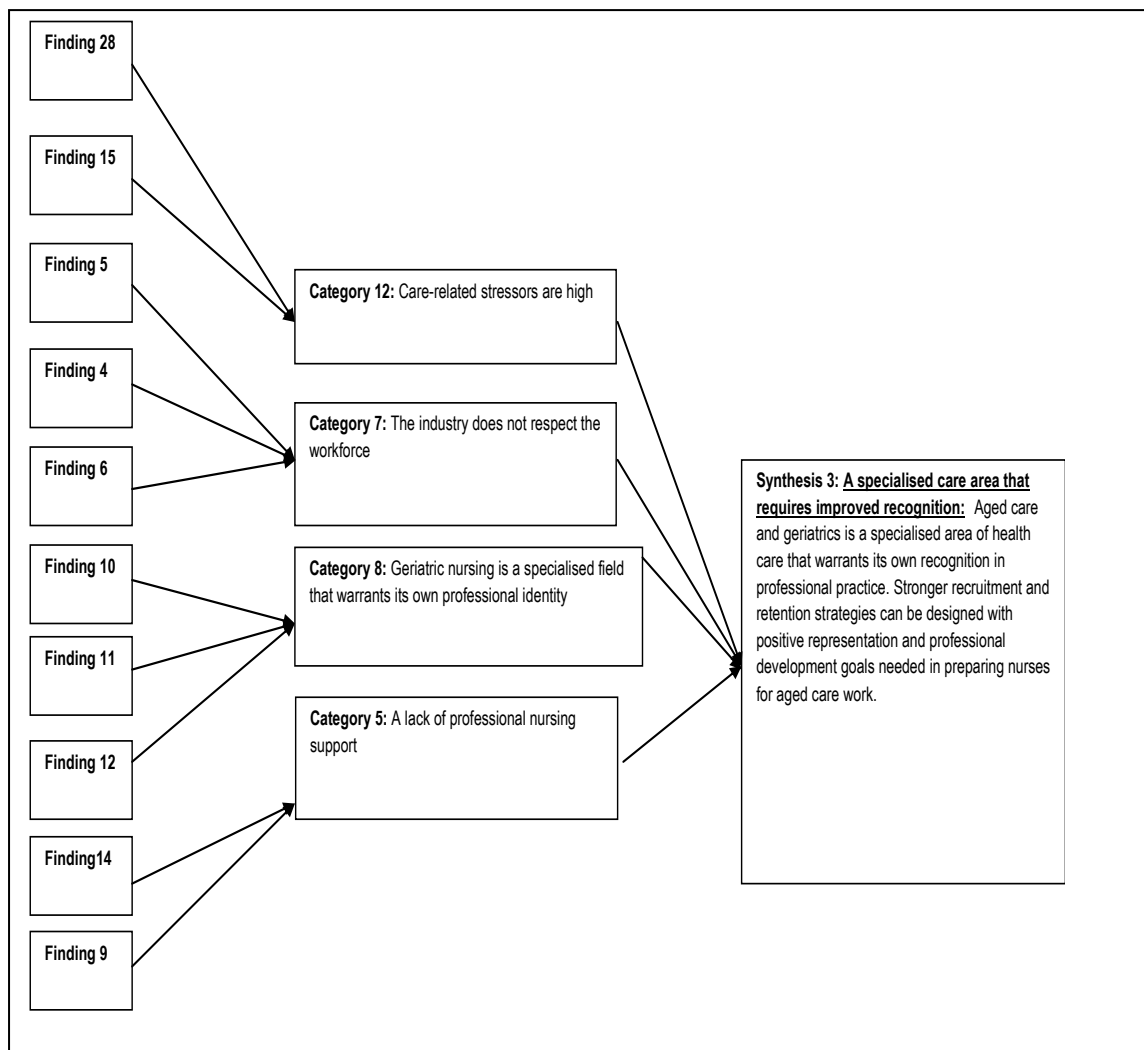 Finding 28
Finding 15
Finding 5
Finding 4
Finding 6
Finding 10
Finding 11
Finding 12
Finding14
Finding 9
Category 12: Care-related stressors are high
Category 7: The industry does not respect the
workforce
Category 8: Geriatric nursing is a specialised field
that warrants its own professional identity
Category 5: A lack of professional nursing
support
Synthesis 3: A specialised care area that
requires improved recognition: Aged care
and geriatrics is a specialised area of health
care that warrants its own recognition in
professional practice. Stronger recruitment and
retention strategies can be designed with
positive representation and professional
development goals needed in preparing nurses
for aged care work.